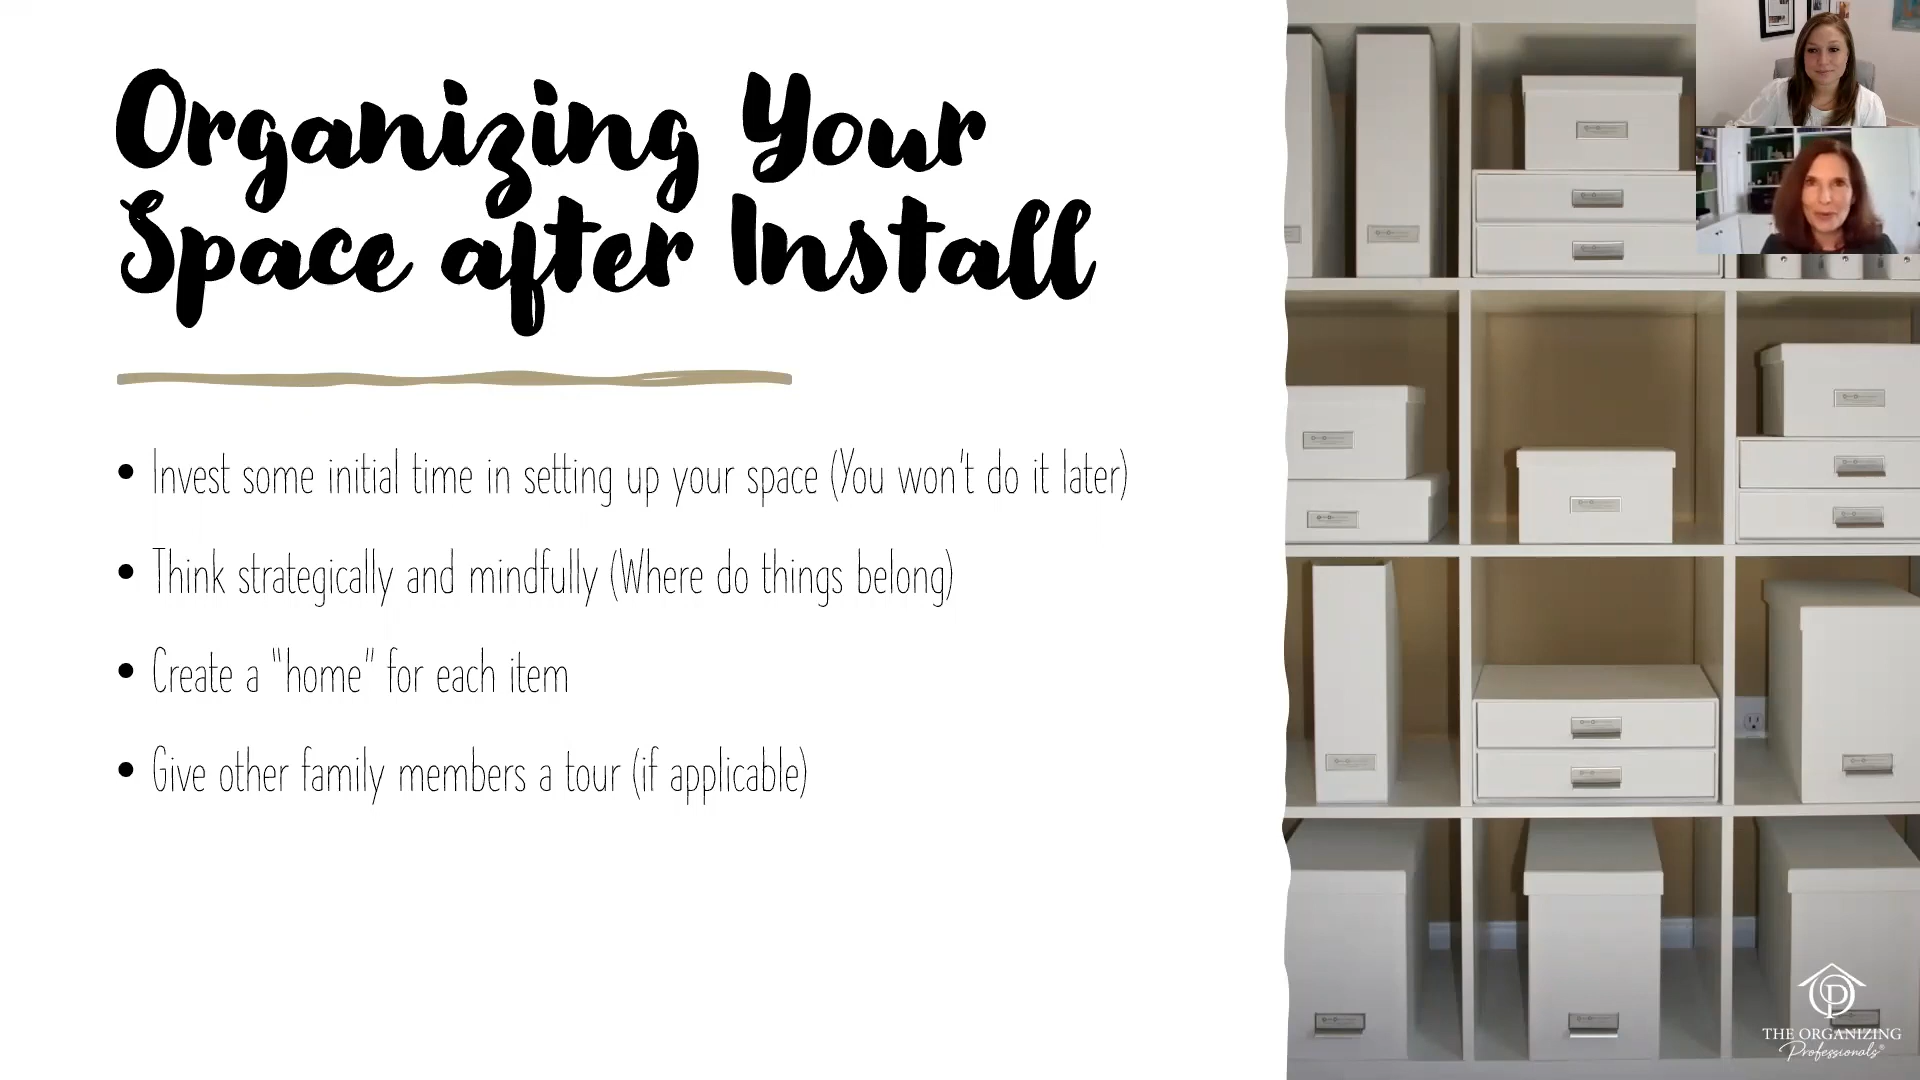 Organizing Your
Space after Install
• Invest some initial time in setting up your space (You won't do it later)
• Think strategically and mindfully (Where do things belong)
• Create a "home" for each item
• Give other family members a tour (if applicable)
THE ORGANIZING
Professionals®